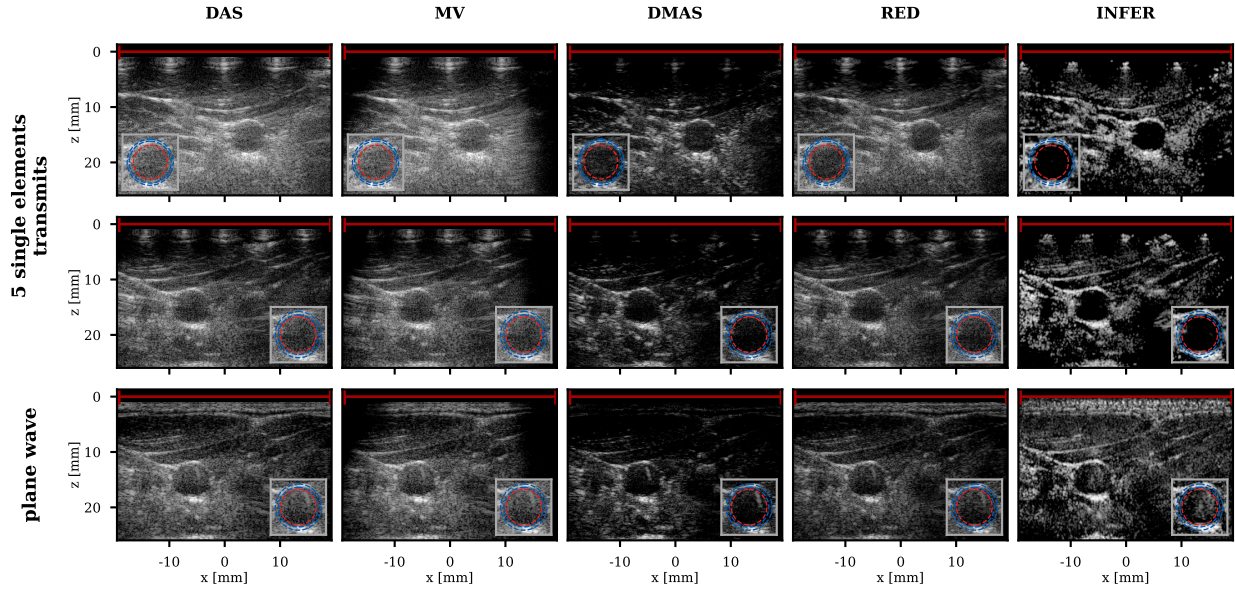 DAS MV DMAS RED INFER
5 single elements
transmits
z [mm]
0
10
20
z [mm]
0
10
20
plane wave
z [mm]
0
10
20
-10 0 10 -10 0 10 -10 0 10 -10 0 10 -10 0 10
x [mm] x [mm] x [mm] x [mm] x [mm]